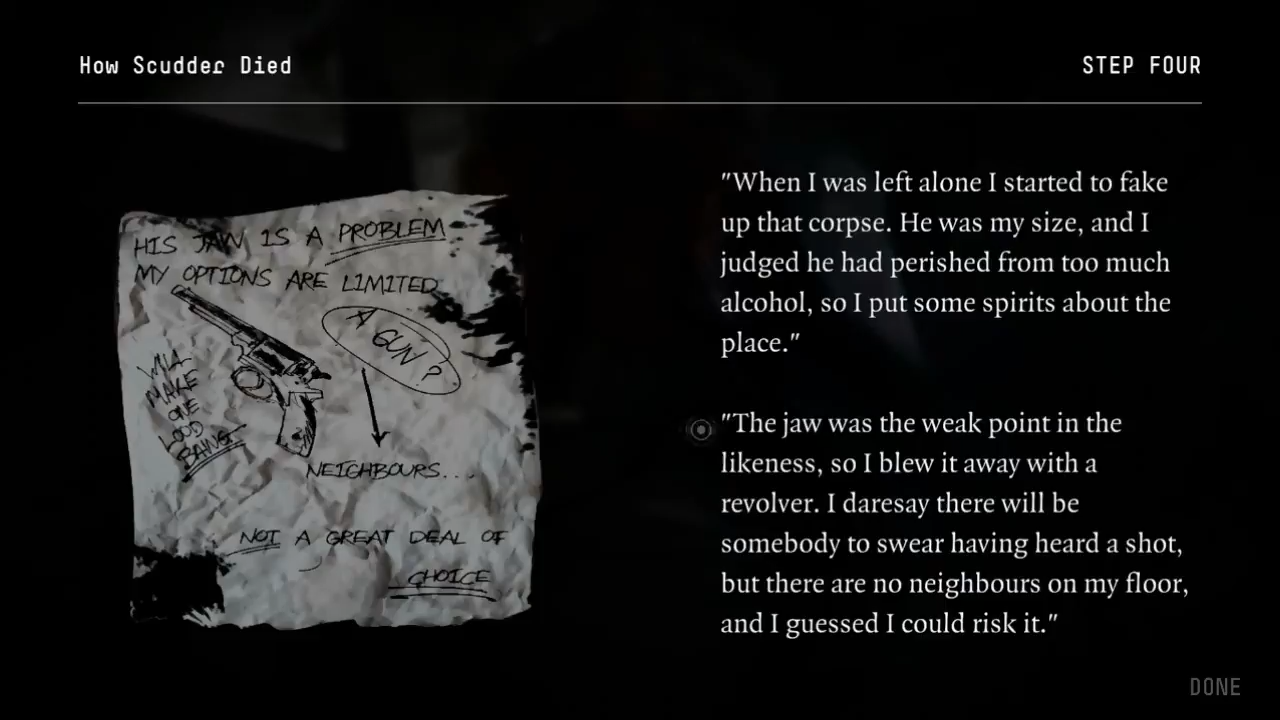 How Scudder Died
STEP FOUR
HIS JAW IS A PROBLEM
MY OPTIONS ARE LIMITED
A GUN?
WILL
MAKE
ONE
LOUD
BANG
NEIGHBOURS...
NOT A GREAT DEAL OF
CHOICE
"When I was left alone I started to fake
up that corpse. He was my size, and I
judged he had perished from too much
alcohol, so I put some spirits about the
place."
"The jaw was the weak point in the
likeness, so I blew it away with a
revolver. I daresay there will be
somebody to swear having heard a shot,
but there are no neighbours on my floor,
and I guessed I could risk it."
DONE